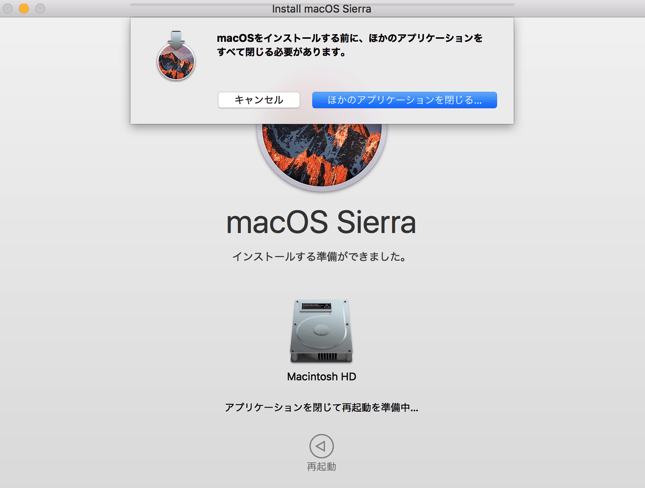 Install macOS Sierra
macOSをインストールする前に、ほかのアプリケーションを
すべて閉じる必要があります。
キャンセル
ほかのアプリケーションを閉じる...
macOS Sierra
インストールする準備ができました。
Macintosh HD
アプリケーションを閉じて再起動を準備中...
再起動